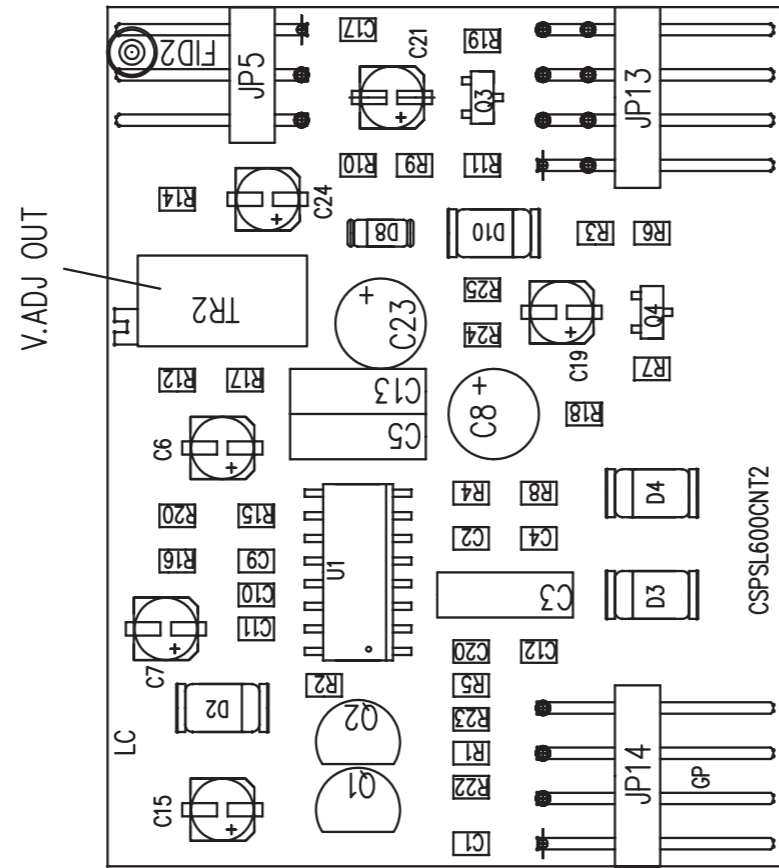 C17
C21
R19
FID2
JP5
Q3
JP13
R10
R9
R11
R14
C24
D8
D10
R3
R6
V.ADJ OUT
TR2
R25
C23
R24
C19
Q4
R12
R17
C13
R7
C8
R18
C6
C5
R4
R8
D4
R20
R15
C2
C4
R16
C9
U1
CSPSL600CNT2
C10
C3
D3
C11
C7
C20
C12
R2
R5
D2
Q2
R23
LC
R1
JP14
GP
Q1
R22
C15
C1